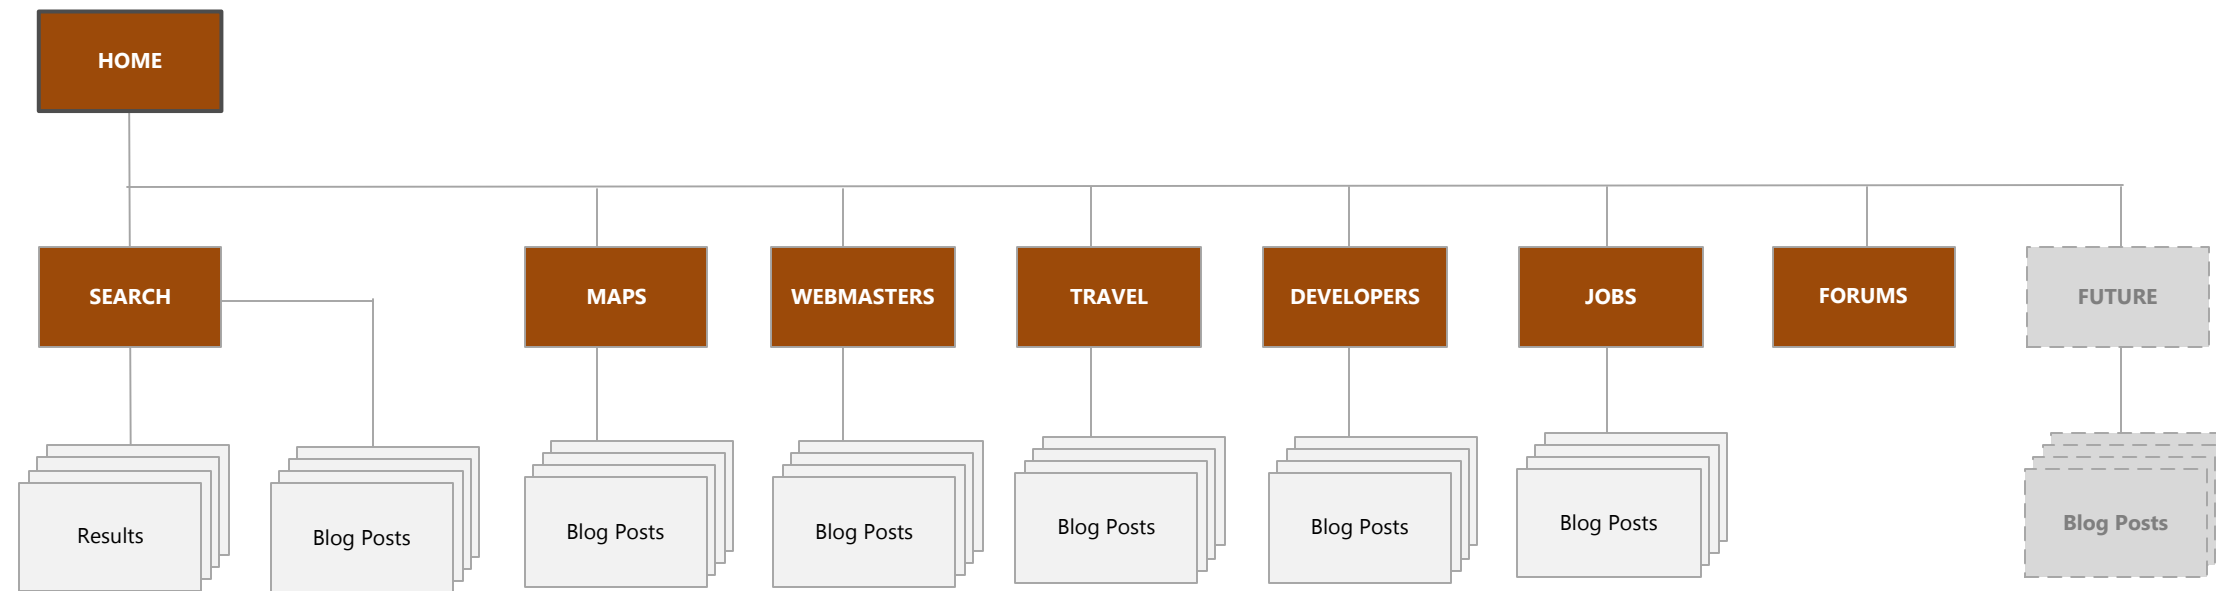 HOME
SEARCH
MAPS
WEBMASTERS
TRAVEL
DEVELOPERS
JOBS
FORUMS
FUTURE
Results
Blog Posts
Blog Posts
Blog Posts
Blog Posts
Blog Posts
Blog Posts
Blog Posts